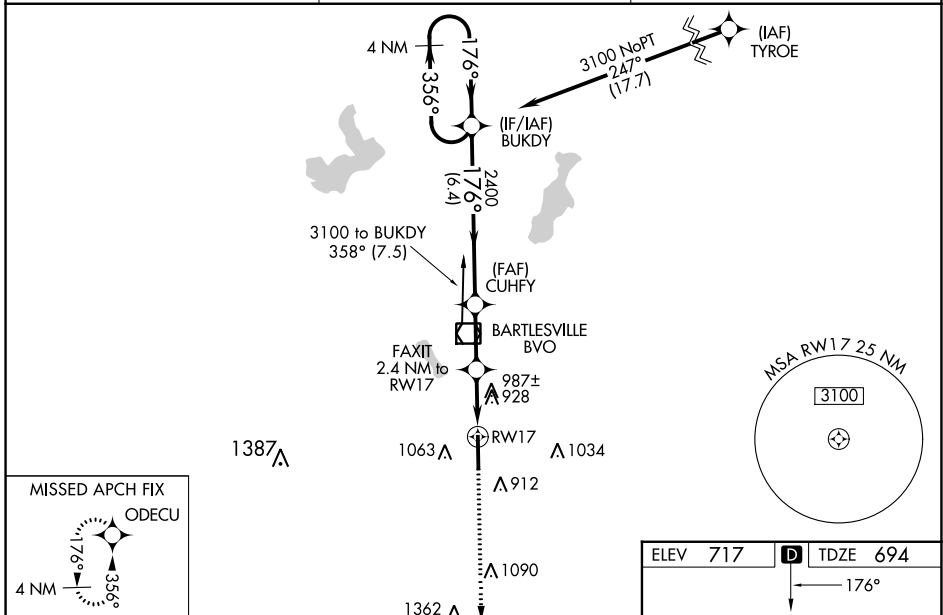 4 NM
176°
356°
3100 NoPT
247°
(17.7)
(IAF)
TYROE
(IF/IAF)
BUKDY
2400
176°
(6.4)
3100 to BUKDY
358° (7.5)
(FAF)
CUHFY
BARTLESVILLE
BVO
FAXIT
2.4 NM to
RW17
987±
928
MSA RW17 25 NM
3100
RW17
1387
1063
1034
912
MISSED APCH FIX
ODECU
176°
356°
4 NM
1090
1362
ELEV 717 D TDZE 694
176°